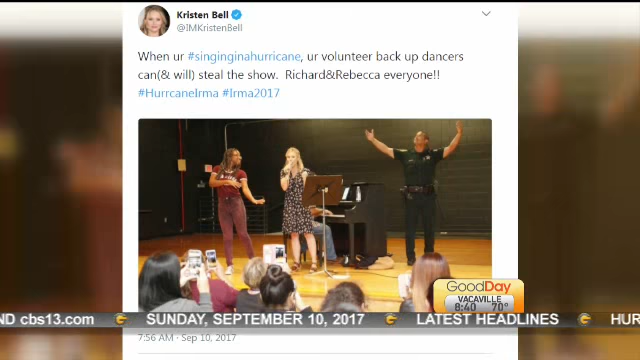 Kristen Bell
@IMKristenBell
When ur #singinginahurricane, ur volunteer back up dancers
can(& will) steal the show. Richard&Rebecca everyone!!
#HurrcaneIrma #Irma2017
GoodDay
VACAVILLE
8:40 70°
ND cbs13.com SUNDAY, SEPTEMBER 10, 2017 LATEST HEADLINES HUR
7:56 AM - Sep 10, 2017